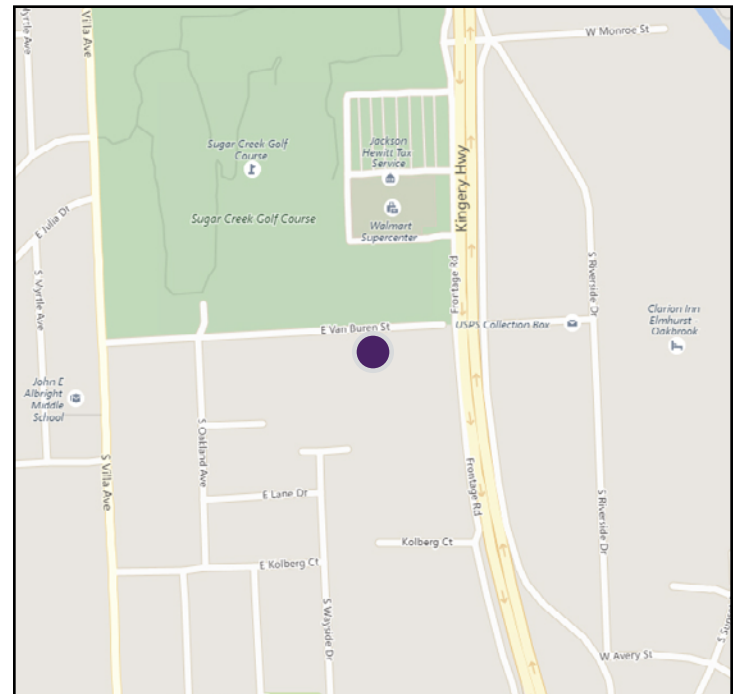 Myrtle Ave
Villa Ave
W Monroe St
Sugar Creek Golf
Course
Jackson
Hewitt Tax
Service
Kingery Hwy
Sugar Creek Golf Course
Walmart
Supercenter
E Julia Dr
S Myrtle Ave
Frontage Rd
S Riverside Dr
Clarion Inn
Elmhurst
Oakbrook
E Van Buren St
USPS Collection Box
John E
Albright
Middle
School
S Oakland Ave
S Villa Ave
E Lane Dr
Frontage Rd
S Riverside Dr
Kolberg Ct
E Kolberg Ct
S Wayside Dr
W Avery St